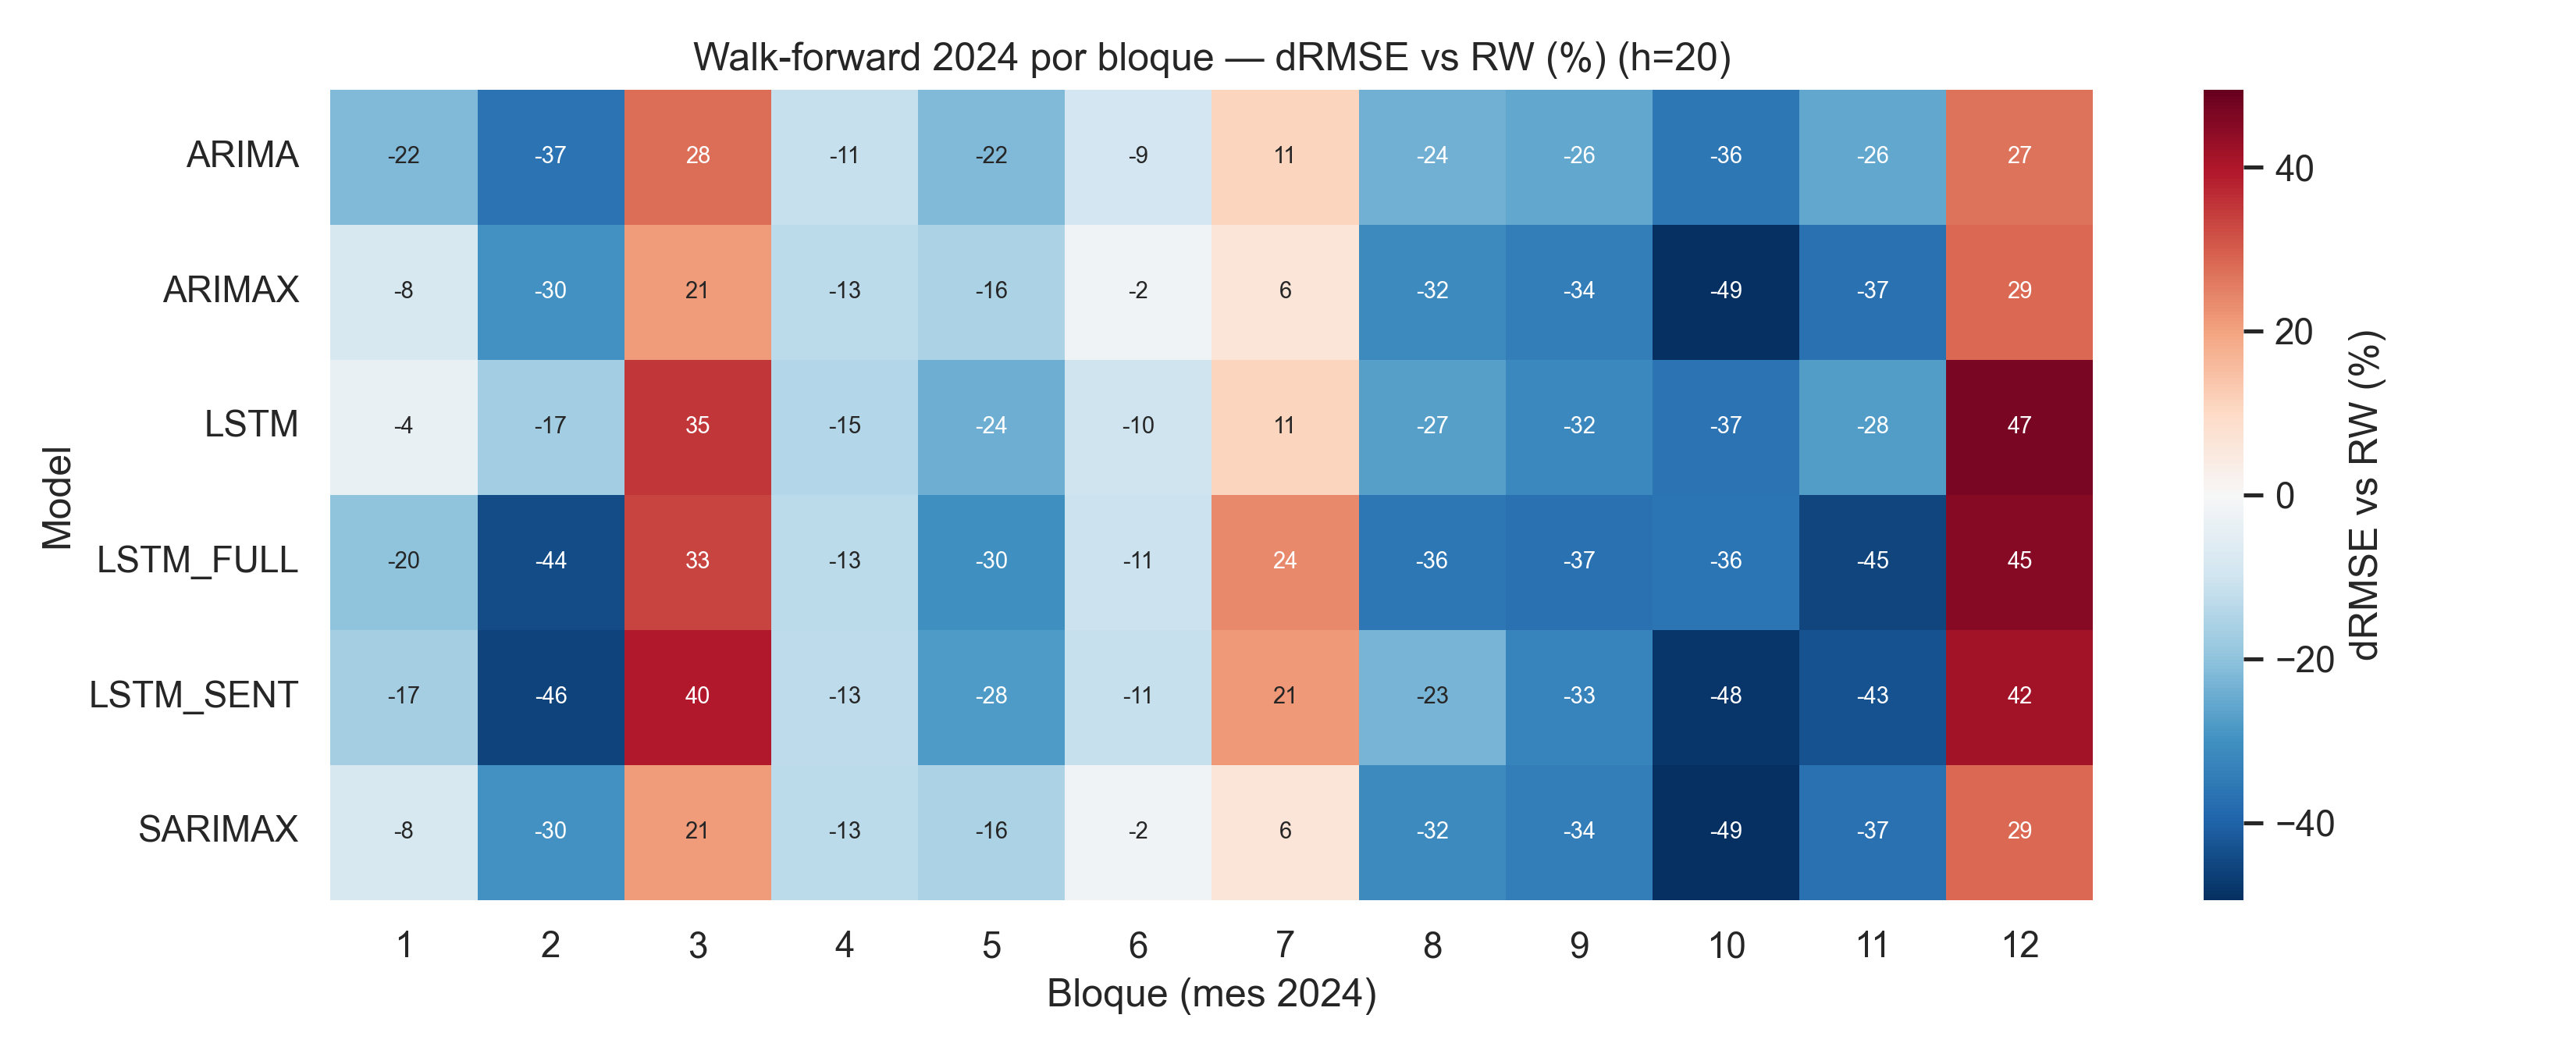 Walk-forward 2024 por bloque — dRMSE vs RW (%) (h=20)
Model
ARIMA -22 -37 28 -11 -22 -9 11 -24 -26 -36 -26 27
ARIMAX -8 -30 21 -13 -16 -2 6 -32 -34 -49 -37 29
LSTM -4 -17 35 -15 -24 -10 11 -27 -32 -37 -28 47
LSTM_FULL -20 -44 33 -13 -30 -11 24 -36 -37 -36 -45 45
LSTM_SENT -17 -46 40 -13 -28 -11 21 -23 -33 -48 -43 42
SARIMAX -8 -30 21 -13 -16 -2 6 -32 -34 -49 -37 29
1 2 3 4 5 6 7 8 9 10 11 12
Bloque (mes 2024)
40
20
0
−20
−40
dRMSE vs RW (%)